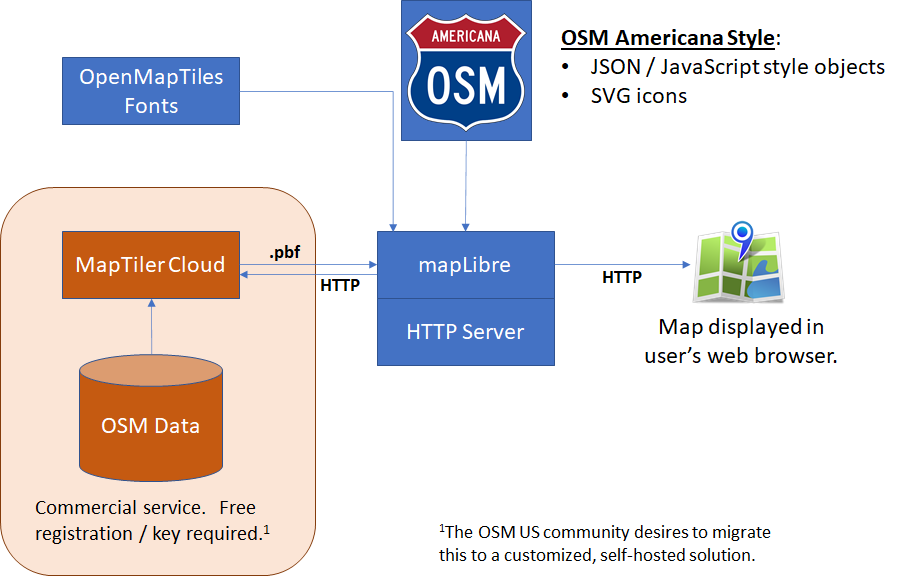 AMERICANA
OSM
OSM Americana Style:
• JSON / JavaScript style objects
• SVG icons
OpenMapTiles
Fonts
MapTiler Cloud
.pbf
HTTP
mapLibre
HTTP Server
HTTP
Map displayed in
user's web browser.
OSM Data
Commercial service.  Free
registration / key required.¹
¹The OSM US community desires to migrate
this to a customized, self-hosted solution.